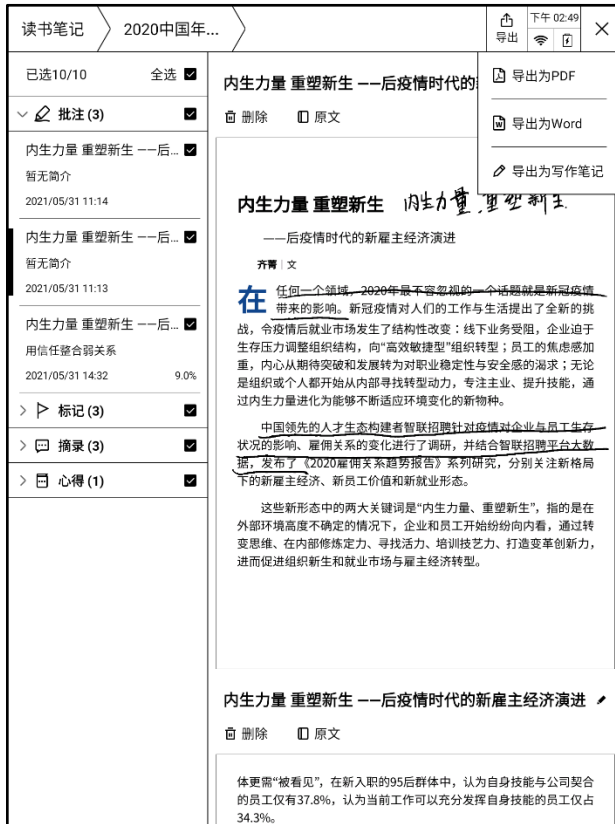 读书笔记
2020中国年...
导出
下午 02:49
已选10/10
全选
批注 (3)
内生力量 重塑新生 ——后...
暂无简介
2021/05/31 11:14
内生力量 重塑新生 ——后...
暂无简介
2021/05/31 11:13
内生力量 重塑新生 ——后...
用信任整合弱关系
2021/05/31 14:32
9.0%
标记 (3)
摘录 (3)
心得 (1)
导出为PDF
导出为Word
导出为写作笔记
内生力量 重塑新生 ——后疫情时代的
删除
原文
内生力量 重塑新生
内生力量 重塑新生
——后疫情时代的新雇主经济演进
齐菁 | 文
在任何一个领域，2020年最不容忽视的一个话题就是新冠疫情
带来的影响。新冠疫情对人们的工作与生活提出了全新的挑
战，令疫情后就业市场发生了结构性改变：线下业务受阻，企业迫于
生存压力调整组织结构，向“高效敏捷型”组织转型；员工的焦虑感加
重，内心从期待突破和发展转为对职业稳定性与安全感的渴求；无论
是组织或个人都开始从内部寻找转型动力，专注主业、提升技能，通
过内生力量进化为能够不断适应环境变化的新物种。
中国领先的人才生态构建者智联招聘针对疫情对企业与员工生存
状况的影响、雇佣关系的变化进行了调研，并结合智联招聘平台大数
据，发布了《2020雇佣关系趋势报告》系列研究，分别关注新格局
下的新雇主经济、新员工价值和新就业形态。
这些新形态中的两大关键词是“内生力量、重塑新生”，指的是在
外部环境高度不确定的情况下，企业和员工开始纷纷向内看，通过转
变思维、在内部修炼定力、寻找活力、培训技艺力、打造变革创新力，
进而促进组织新生和就业市场与雇主经济转型。
内生力量 重塑新生 ——后疫情时代的新雇主经济演进
删除
原文
体更需“被看见”，在新入职的95后群体中，认为自身技能与公司契合
的员工仅有37.8%，认为当前工作可以充分发挥自身技能的员工仅占
34.3%。